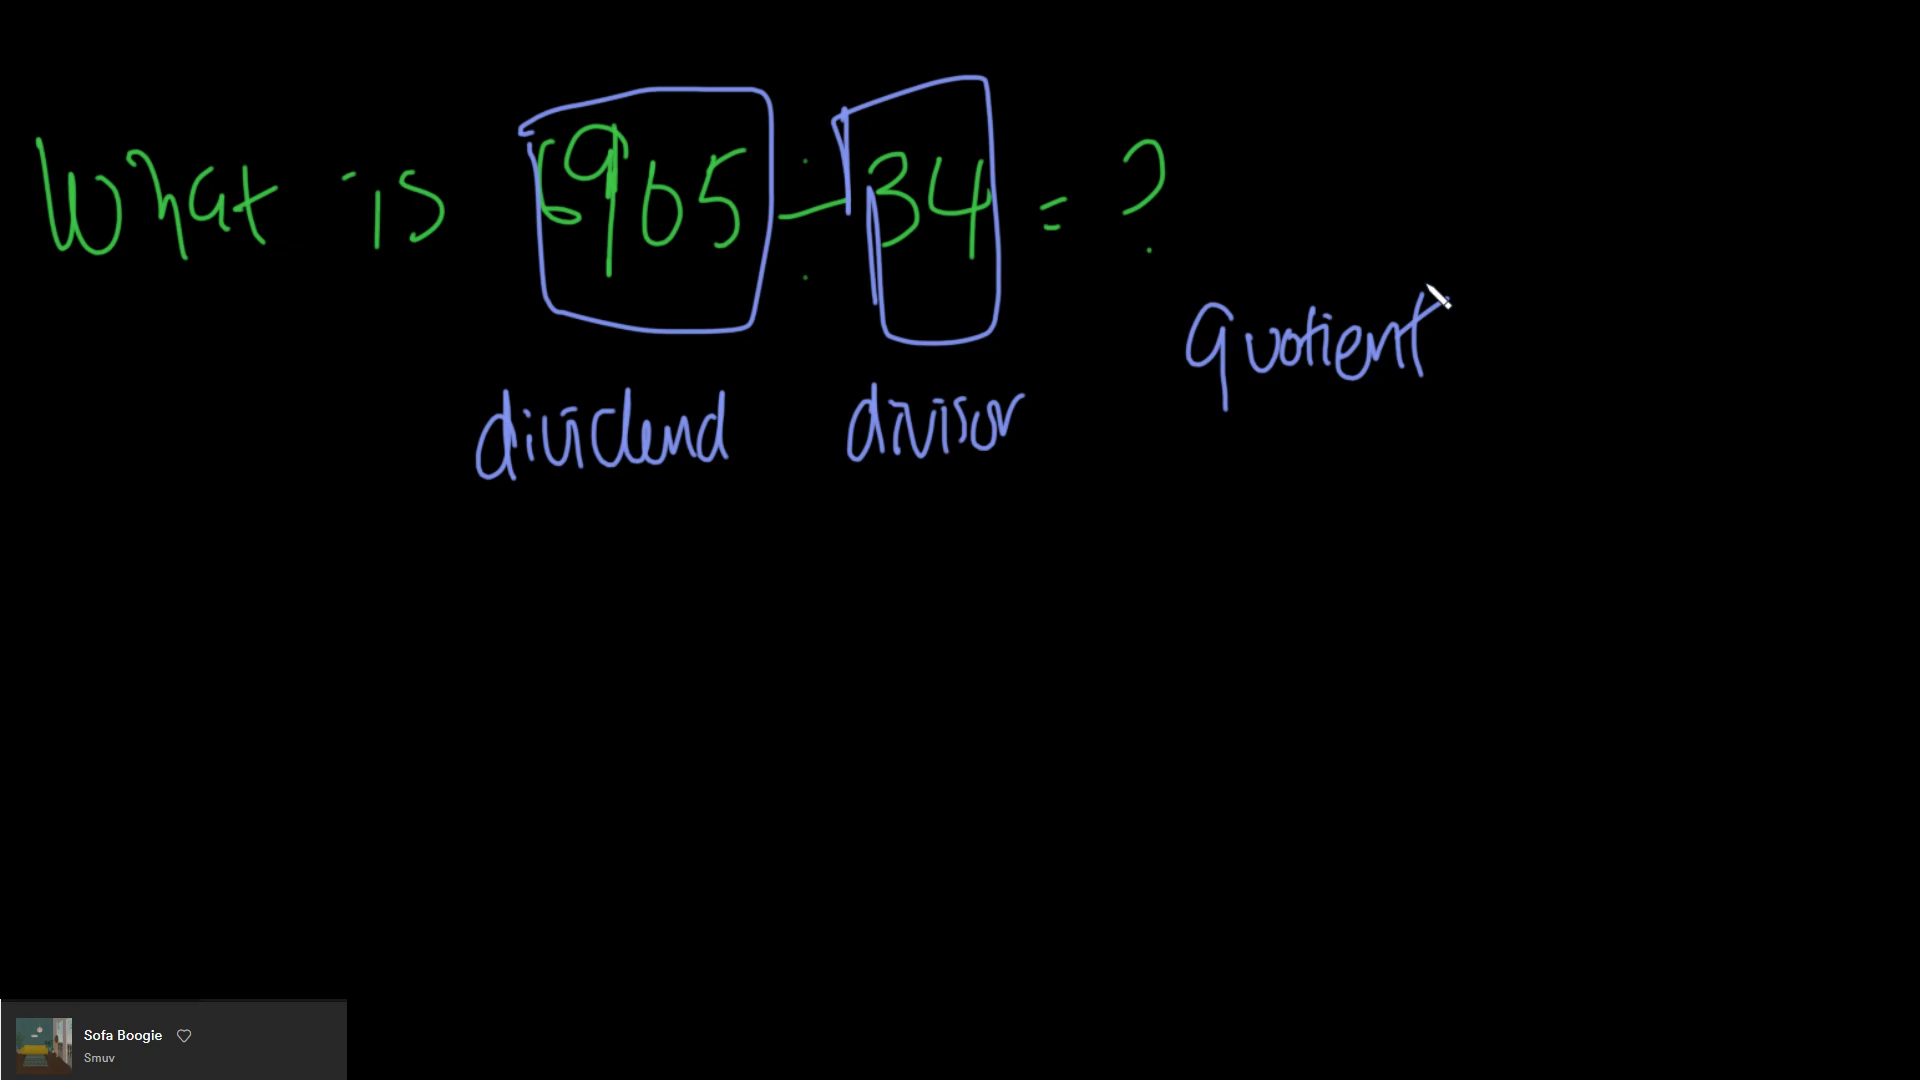 What is 6965 ÷ 34 = ?
quotient
dividend divisor
Sofa Boogie
Smuv